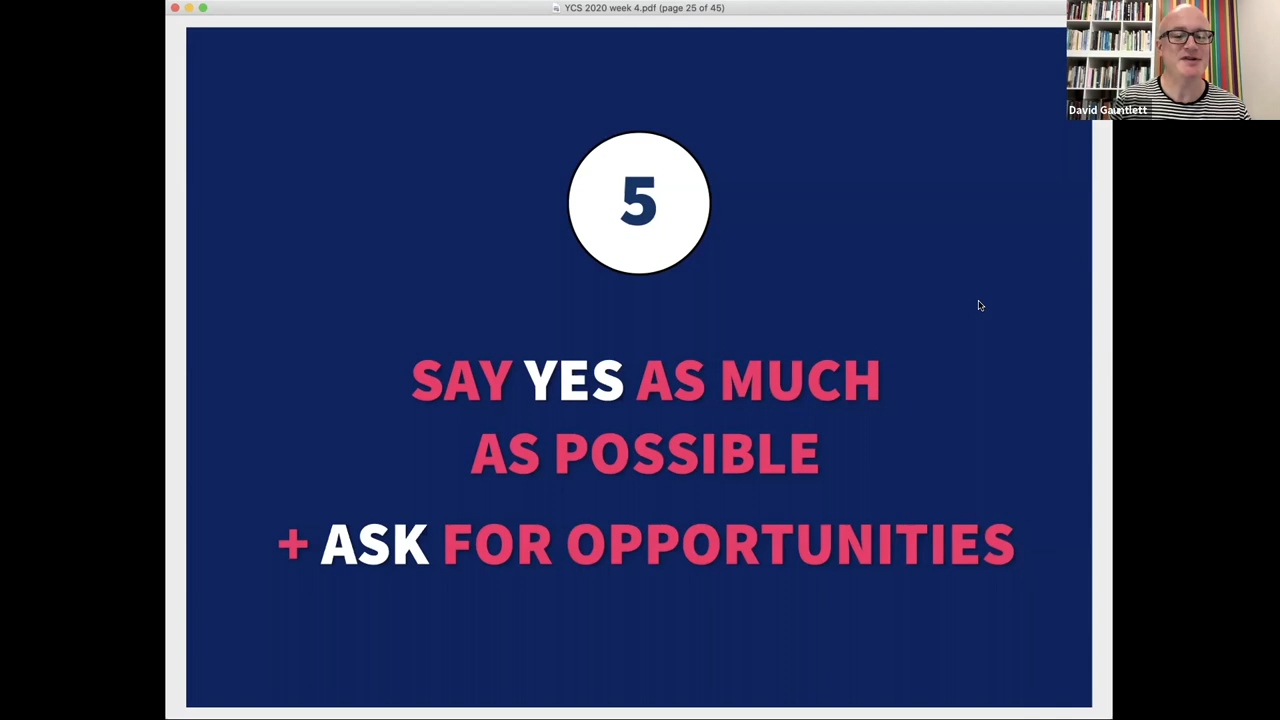 YCS 2020 week 4.pdf (page 25 of 45)
David Gauntlett
5
SAY YES AS MUCH
AS POSSIBLE
+ ASK FOR OPPORTUNITIES